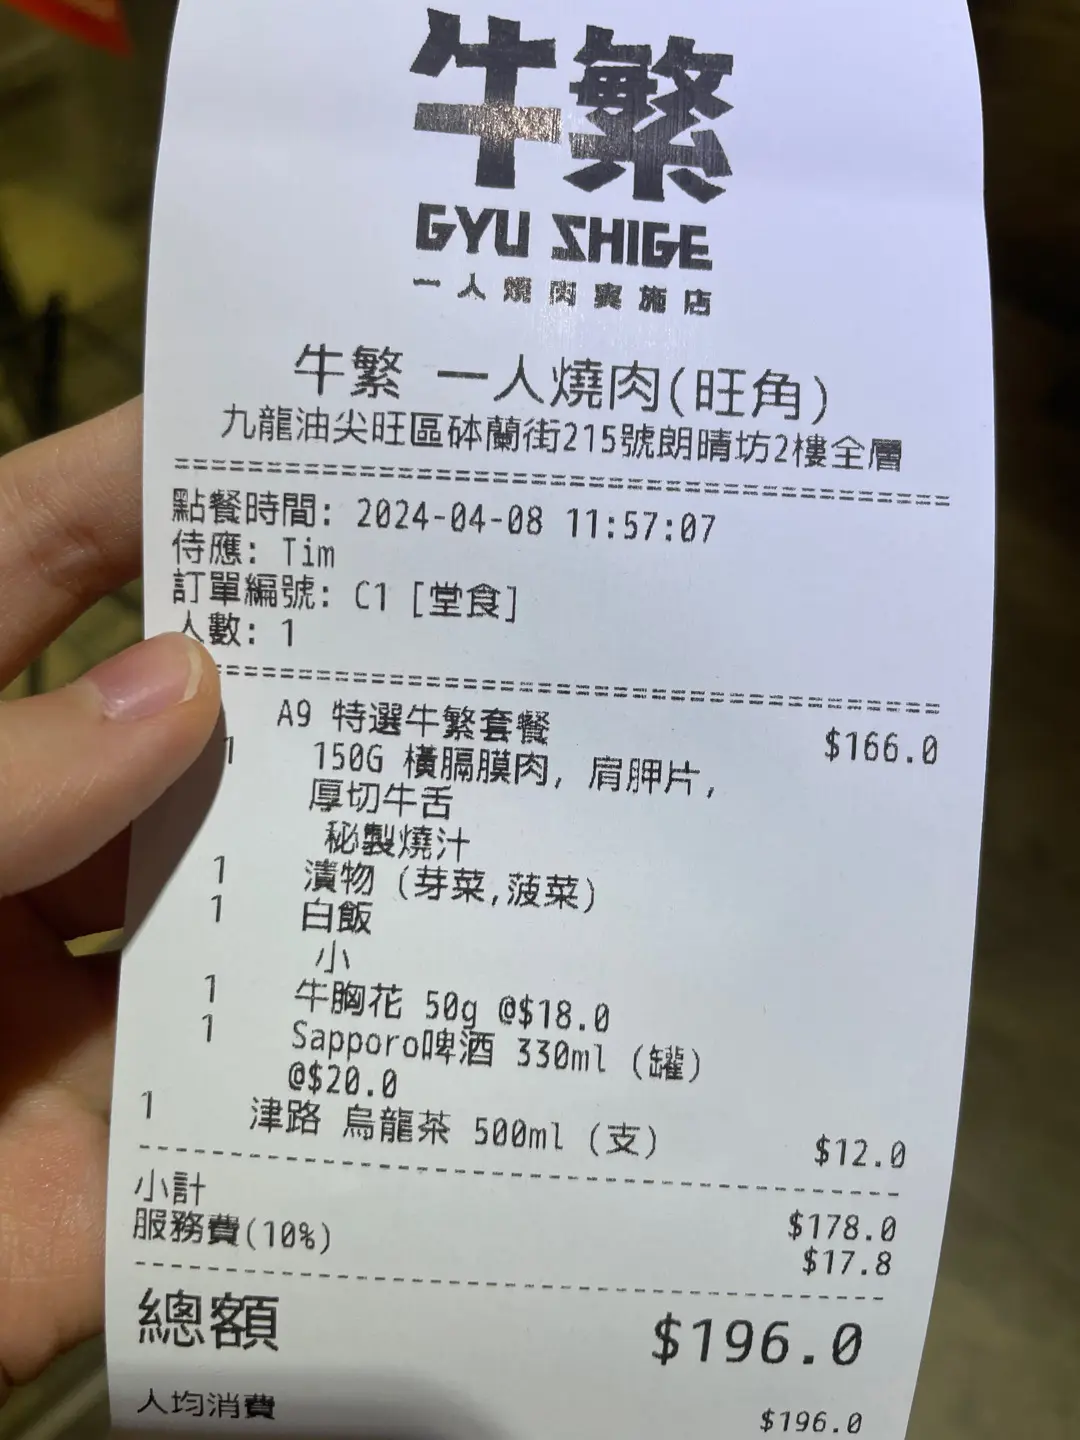 牛繁
GYU SHIGE
一人燒肉實施店
牛繁 一人燒肉(旺角)
九龍油尖旺區砵蘭街215號朗晴坊2樓全層
點餐時間: 2024-04-08 11:57:07
侍應: Tim
訂單編號: C1 [堂食]
人數: 1
A9 特選牛繁套餐 $166.0
1 150G 橫膈膜肉, 肩胛片,
厚切牛舌
秘製燒汁
1 漬物 (芽菜,菠菜)
1 白飯
小
1 牛胸花 50g @$18.0
1 Sapporo啤酒 330ml (罐)
@$20.0
1 津路 烏龍茶 500ml (支) $12.0
小計 $178.0
服務費(10%) $17.8
總額 $196.0
人均消費 $196.0